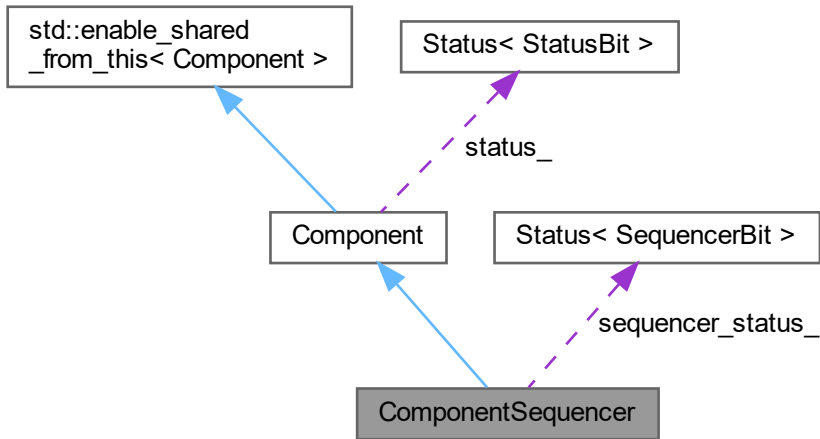 std::enable_shared
_from_this< Component >
Status< StatusBit >
status_
Component
Status< SequencerBit >
sequencer_status_
ComponentSequencer